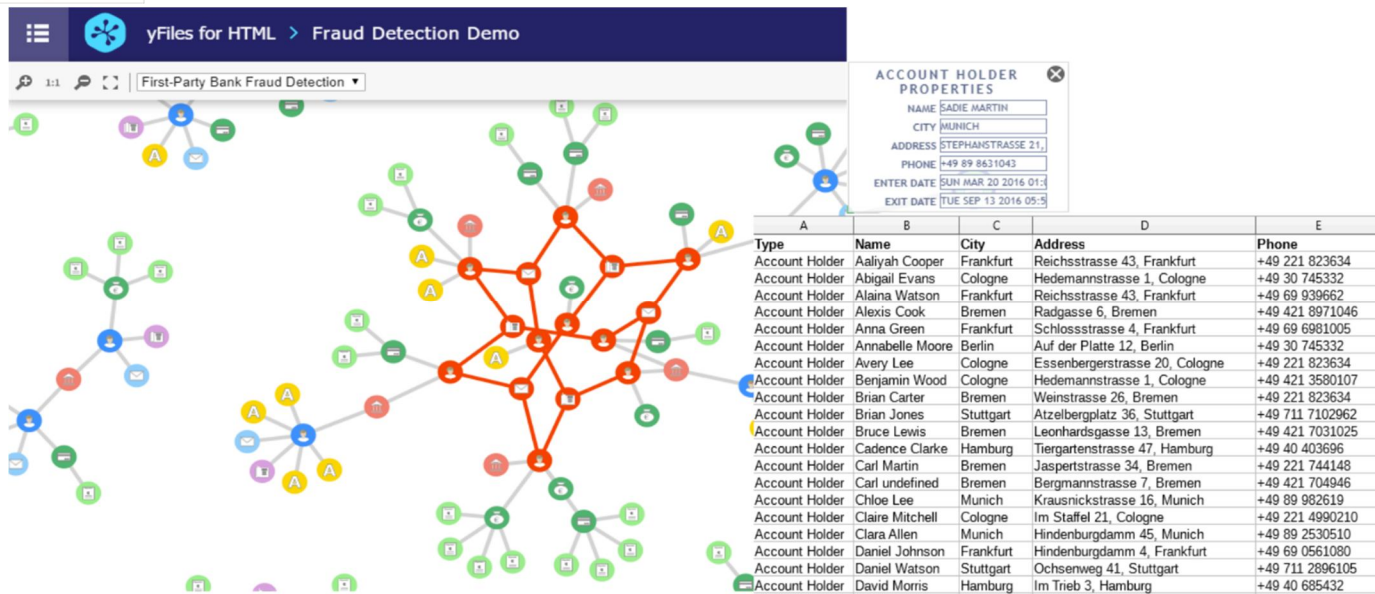 yFiles for HTML > Fraud Detection Demo
1:1 First-Party Bank Fraud Detection ▼
ACCOUNT HOLDER
PROPERTIES
NAME SADIE MARTIN
CITY MUNICH
ADDRESS STEPHANSTRASSE 21,
PHONE +49 89 8631043
ENTER DATE SUN MAR 20 2016 01:(
EXIT DATE TUE SEP 13 2016 05:5
A B C D E
Type Name City Address Phone
Account Holder Aaliyah Cooper Frankfurt Reichsstrasse 43, Frankfurt +49 221 823634
Account Holder Abigail Evans Cologne Hedemannstrasse 1, Cologne +49 30 745332
Account Holder Alaina Watson Frankfurt Reichsstrasse 43, Frankfurt +49 69 939662
Account Holder Alexis Cook Bremen Radgasse 6, Bremen +49 421 8971046
Account Holder Anna Green Frankfurt Schlossstrasse 4, Frankfurt +49 69 6981005
Account Holder Annabelle Moore Berlin Auf der Platte 12, Berlin +49 30 745332
Account Holder Avery Lee Cologne Essenbergerstrasse 20, Cologne +49 221 823634
Account Holder Benjamin Wood Cologne Hedemannstrasse 1, Cologne +49 421 3580107
Account Holder Brian Carter Bremen Weinstrasse 26, Bremen +49 221 823634
Account Holder Brian Jones Stuttgart Atzelbergplatz 36, Stuttgart +49 711 7102962
Account Holder Bruce Lewis Bremen Leonhardsgasse 13, Bremen +49 421 7031025
Account Holder Cadence Clarke Hamburg Tiergartenstrasse 47, Hamburg +49 40 403696
Account Holder Carl Martin Bremen Jaspertstrasse 34, Bremen +49 221 744148
Account Holder Carl undefined Bremen Bergmannstrasse 7, Bremen +49 421 704946
Account Holder Chloe Lee Munich Krausnickstrasse 16, Munich +49 89 982619
Account Holder Claire Mitchell Cologne Im Staffel 21, Cologne +49 221 4990210
Account Holder Clara Allen Munich Hindenburgdamm 45, Munich +49 89 2530510
Account Holder Daniel Johnson Frankfurt Hindenburgdamm 4, Frankfurt +49 69 0561080
Account Holder Daniel Watson Stuttgart Ochsenweg 41, Stuttgart +49 711 2896105
Account Holder David Morris Hamburg Im Trieb 3, Hamburg +49 40 685432
A
A
A
A
A
A
A
A
A